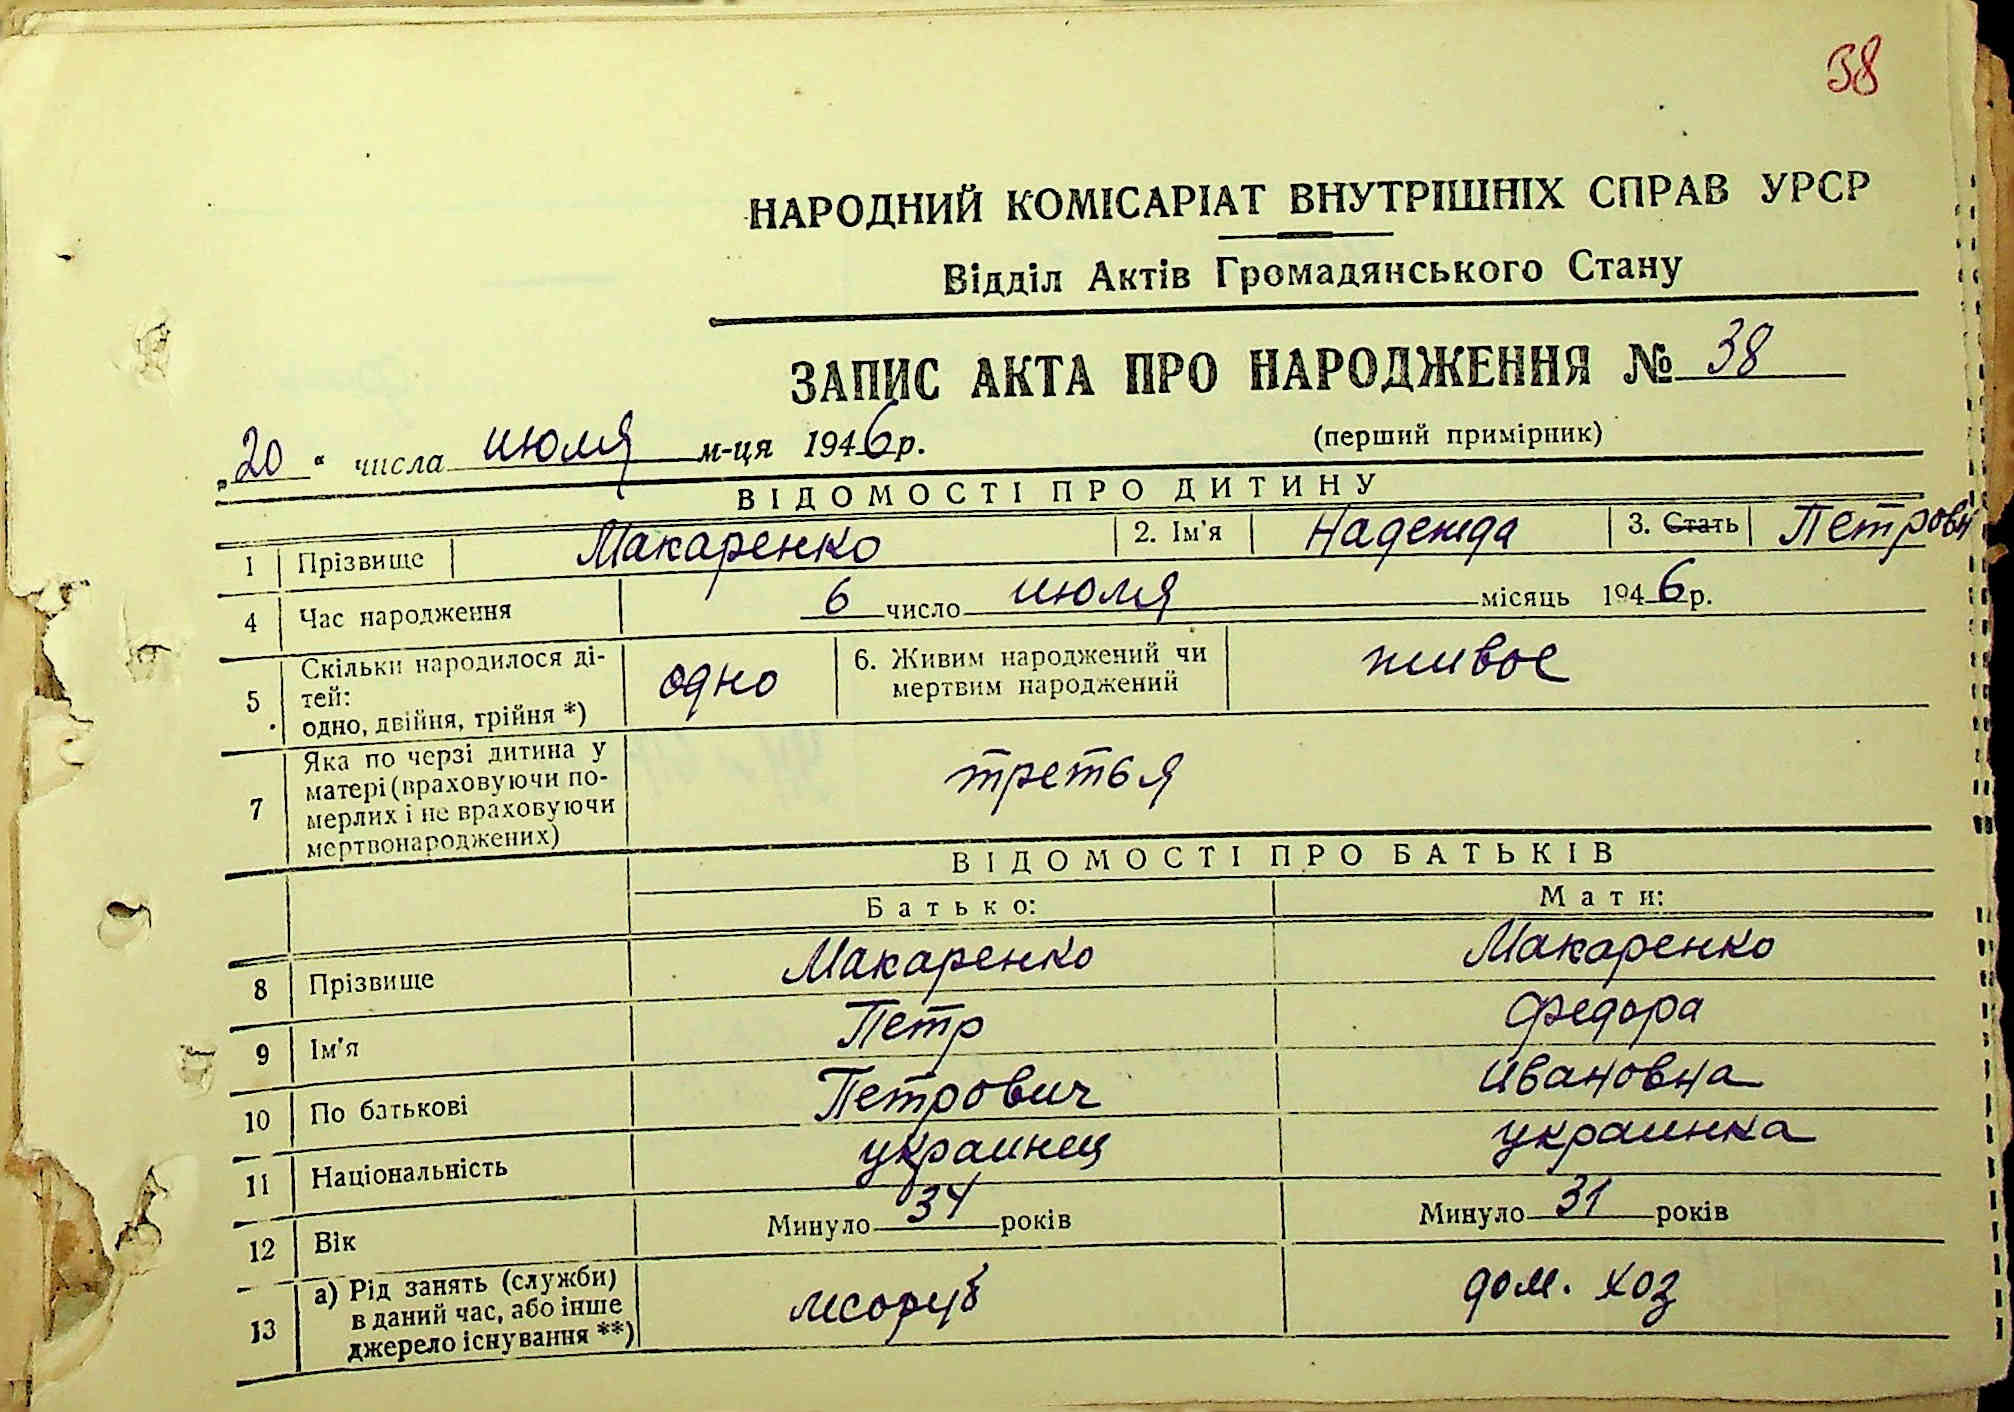 38
НАРОДНИЙ КОМІСАРІАТ ВНУТРІШНІХ СПРАВ УРСР
Відділ Актів Громадянського Стану
ЗАПИС АКТА ПРО НАРОДЖЕННЯ № 38
„20“ числа июля м-ця 1946 р.
(перший примірник)
ВІДОМОСТІ ПРО ДИТИНУ
1 Прізвище Макаренко 2. Ім'я Надежда 3. Стать Петровн
4 Час народження 6 число июля місяць 1946 р.
5 Скільки народилося ді-
тей:
одно, двійня, трійня *) одно 6. Живим народжений чи
мертвим народжений живое
7 Яка по черзі дитина у
матері (враховуючи по-
мерлих і не враховуючи
мертвонароджених) третья
ВІДОМОСТІ ПРО БАТЬКІВ
Батько: Мати:
8 Прізвище Макаренко Макаренко
9 Ім'я Петр Федора
10 По батькові Петрович Ивановна
11 Національність украинец украинка
12 Вік Минуло 34 років Минуло 31 років
13 а) Рід занять (служби)
в даний час, або інше
джерело існування **) лесоруб дом. хоз